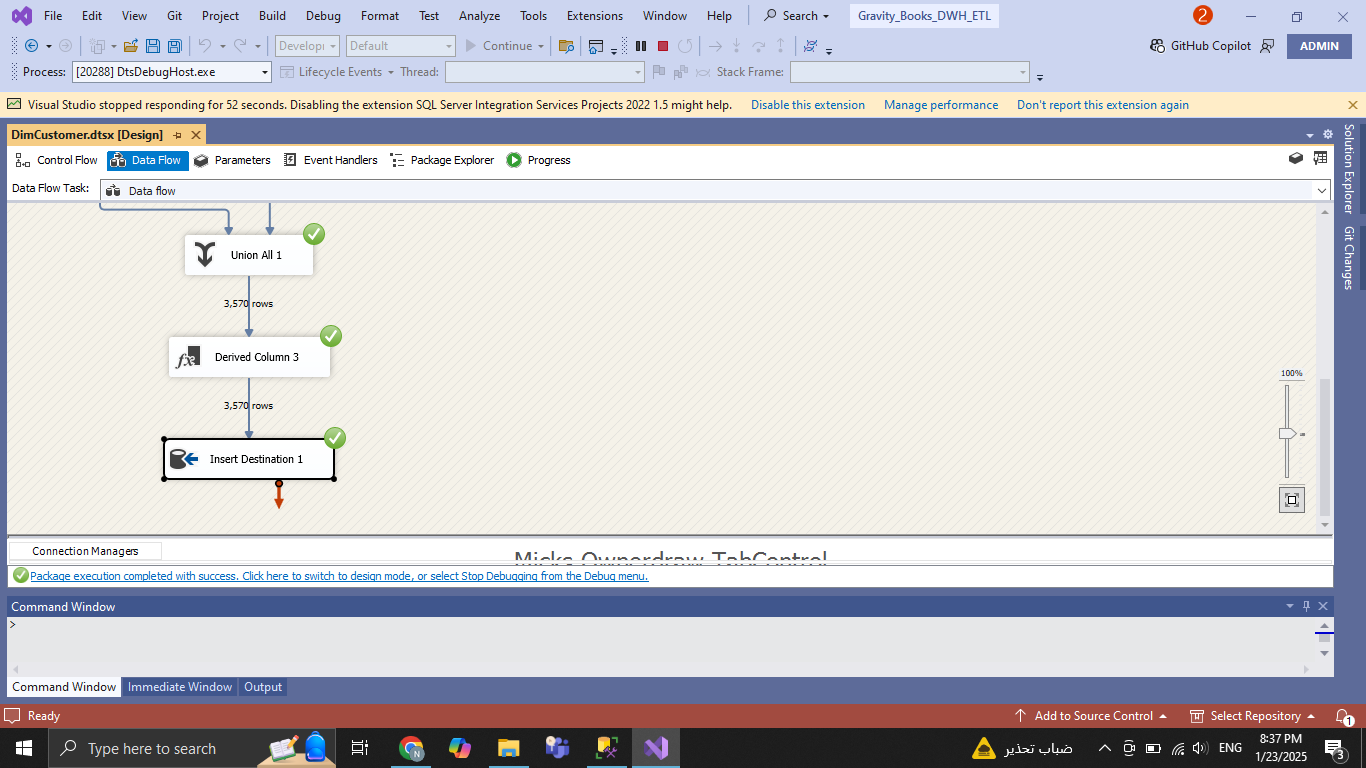 File Edit View Git Project Build Debug Format Test Analyze Tools Extensions Window Help Search Gravity_Books_DWH_ETL 2
Developi Default Continue GitHub Copilot ADMIN
Process: [20288] DtsDebugHost.exe Lifecycle Events Thread: Stack Frame:
Visual Studio stopped responding for 52 seconds. Disabling the extension SQL Server Integration Services Projects 2022 1.5 might help. Disable this extension Manage performance Don't report this extension again
DimCustomer.dtsx [Design]
Control Flow Data Flow Parameters Event Handlers Package Explorer Progress
Data Flow Task: Data flow
Solution Explorer
Git Changes
Union All 1
3,570 rows
Derived Column 3
100%
3,570 rows
Insert Destination 1
Connection Managers
Micks Ownerdraw TabControl
Package execution completed with success. Click here to switch to design mode, or select Stop Debugging from the Debug menu.
Command Window
>
Command Window Immediate Window Output
Ready Add to Source Control Select Repository 1
Type here to search N ضباب تحذير ENG 8:37 PM
1/23/2025 3